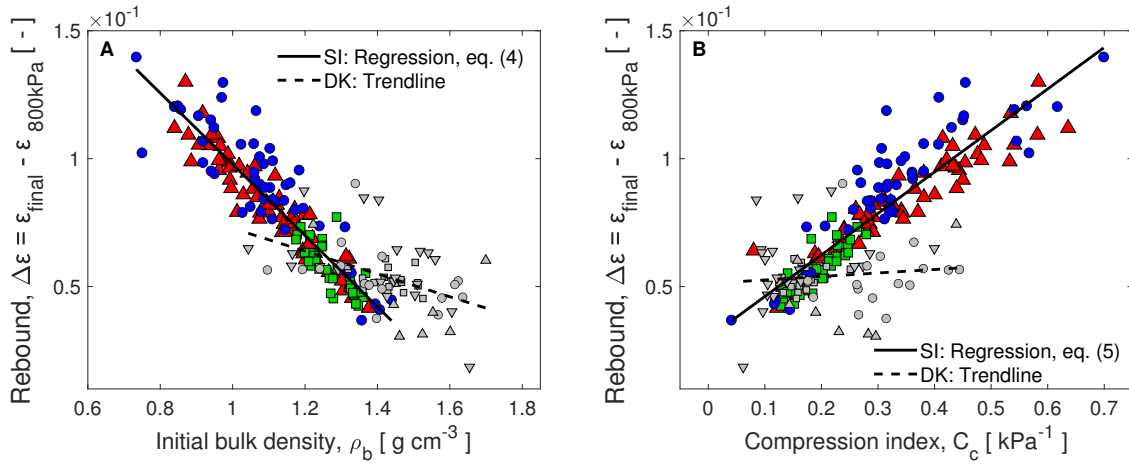 ×10⁻¹
A
SI: Regression, eq. (4)
DK: Trendline
1.5
1
0.5
0.6 0.8 1 1.2 1.4 1.6 1.8
Initial bulk density, ρ_b [ g cm⁻³ ]
Rebound, Δε = ε_final - ε_800kPa [ - ]
×10⁻¹
B
SI: Regression, eq. (5)
DK: Trendline
1.5
1
0.5
0 0.1 0.2 0.3 0.4 0.5 0.6 0.7
Compression index, C_c [ kPa⁻¹ ]
Rebound, Δε = ε_final - ε_800kPa [ - ]